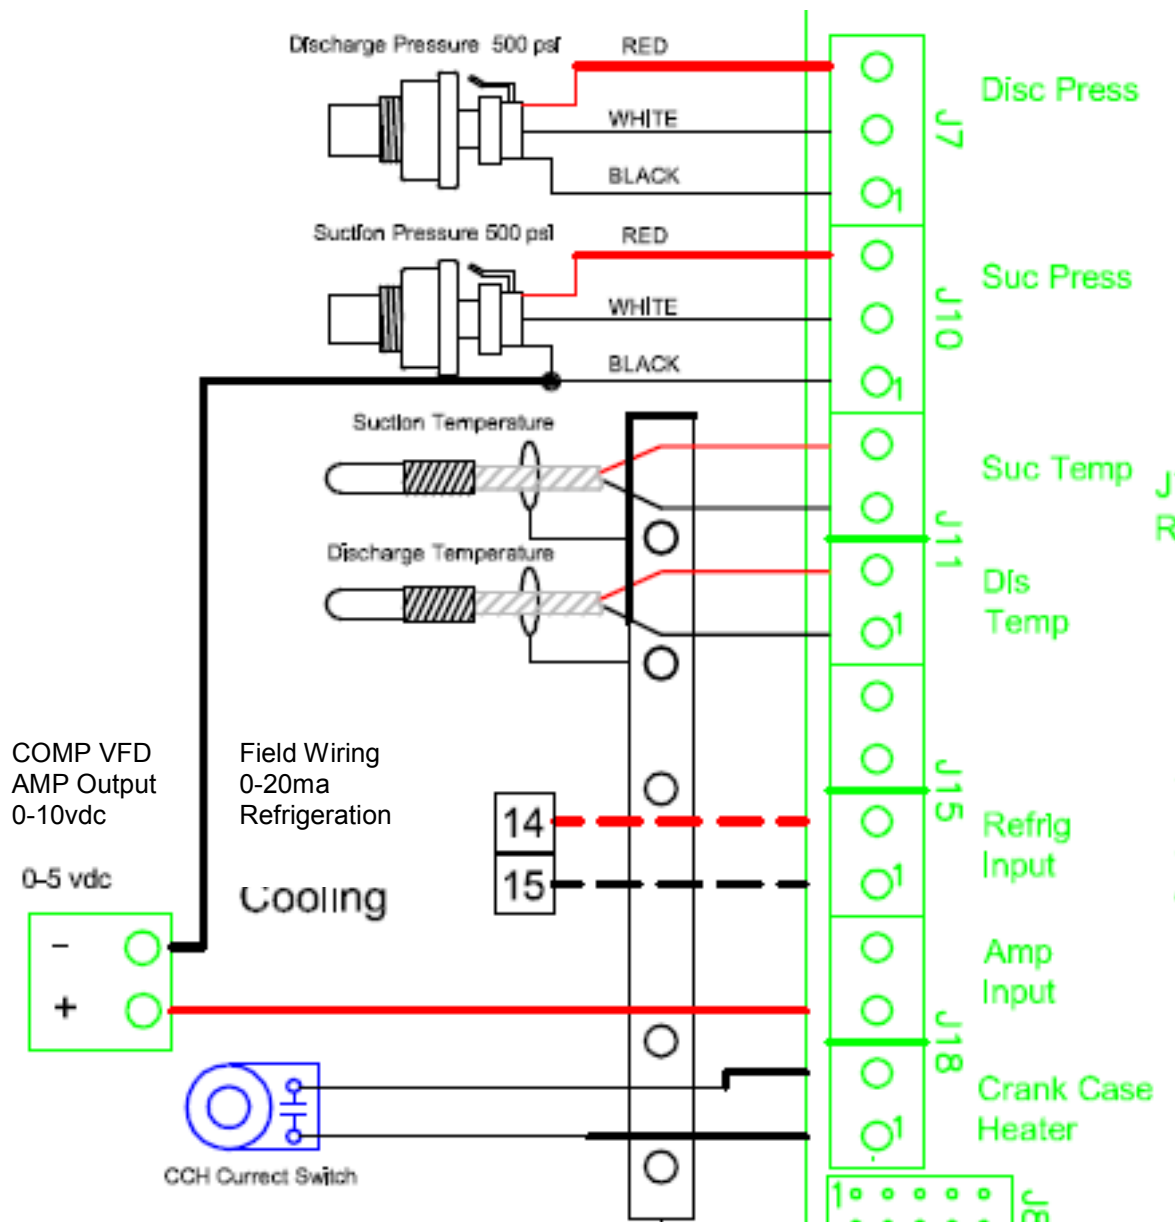 Discharge Pressure 500 psi
RED
WHITE
BLACK
Disc Press
J7
1
Suction Pressure 500 psi
RED
WHITE
BLACK
Suc Press
J10
1
Suction Temperature
Suc Temp
J
R
J11
Discharge Temperature
Dis
Temp
1
COMP VFD
AMP Output
0-10vdc
Field Wiring
0-20ma
Refrigeration
0-5 vdc
Cooling
14
15
J15
Refrig
Input
1
Amp
Input
-
+
J18
Crank Case
Heater
1
CCH Currect Switch
1
J8